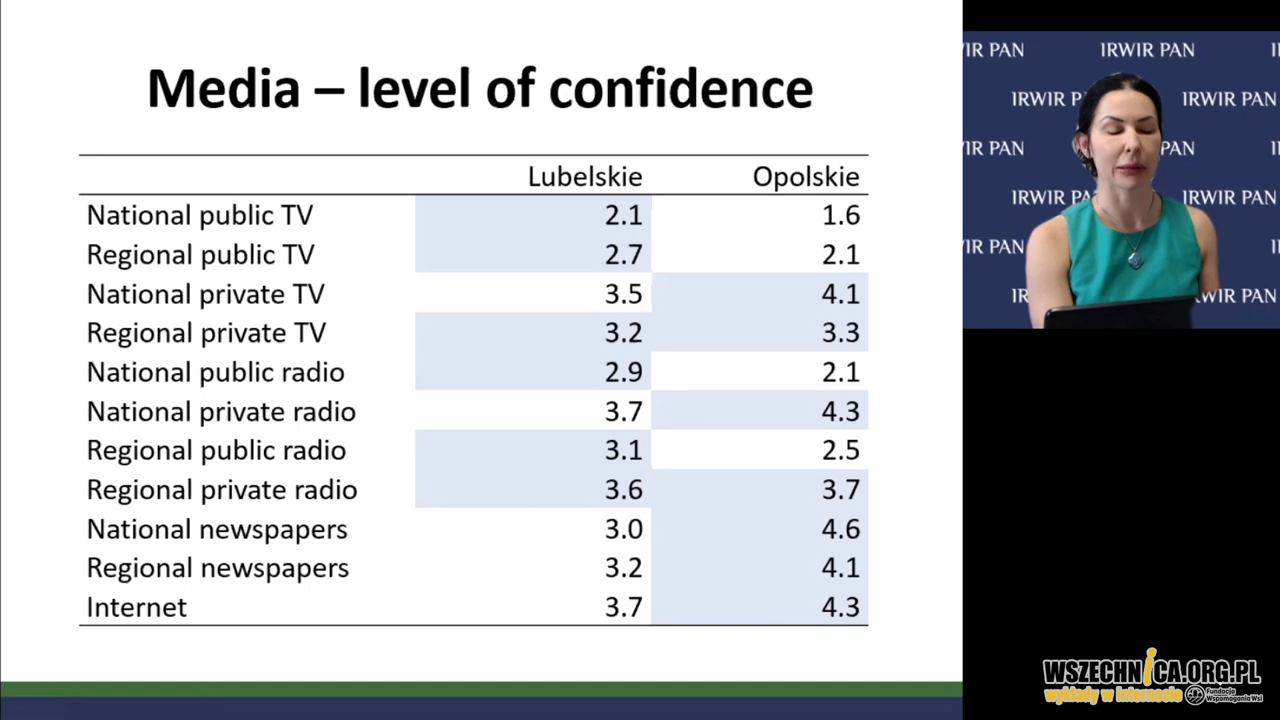 Media – level of confidence
Lubelskie Opolskie
National public TV 2.1 1.6
Regional public TV 2.7 2.1
National private TV 3.5 4.1
Regional private TV 3.2 3.3
National public radio 2.9 2.1
National private radio 3.7 4.3
Regional public radio 3.1 2.5
Regional private radio 3.6 3.7
National newspapers 3.0 4.6
Regional newspapers 3.2 4.1
Internet 3.7 4.3
IRWIR PAN IRWIR PAN
IRWIR PAN IRWIR PAN
WSZECHNICA.ORG.PL
wykłady w internecie
Fundacja
Wspomagania Wsi